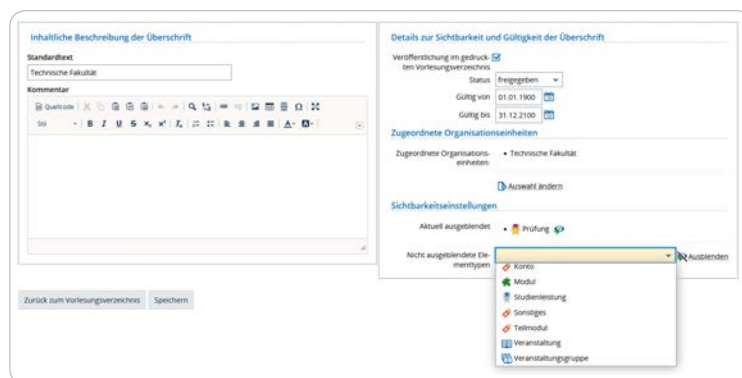 Inhaltliche Beschreibung der Überschrift
Standardtext
Technische Fakultät
Kommentar
Quellcode
Stil
B I U S x₂ x² Iₓ
Details zur Sichtbarkeit und Gültigkeit der Überschrift
Veröffentlichung im gedruck-
ten Vorlesungsverzeichnis
Status freigegeben
Gültig von 01.01.1900
Gültig bis 31.12.2100
Zugeordnete Organisationseinheiten
Zugeordnete Organisations-
einheiten
• Technische Fakultät
Auswahl ändern
Sichtbarkeitseinstellungen
Aktuell ausgeblendet • Prüfung
Nicht ausgeblendete Ele-
menttypen
Ausblenden
Konto
Modul
Studienleistung
Sonstiges
Teilmodul
Veranstaltung
Veranstaltungsgruppe
Zurück zum Vorlesungsverzeichnis Speichern